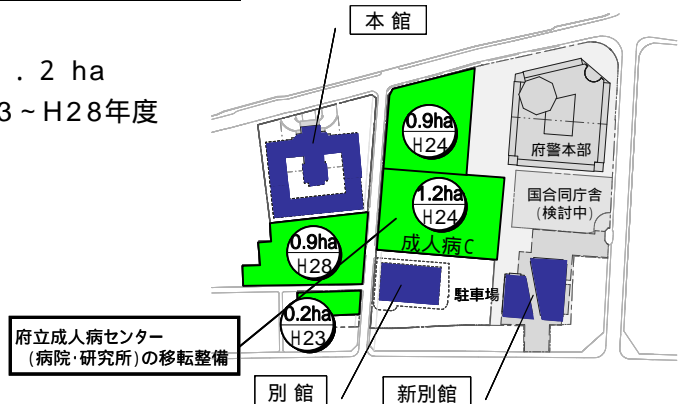 本 館
．２ ha
3～H28年度
0.9ha
H24
府警本部
1.2ha
H24
成人病C
国合同庁舎
(検討中)
0.9ha
H28
駐車場
0.2ha
H23
府立成人病センター
(病院･研究所)の移転整備
別 館
新別館